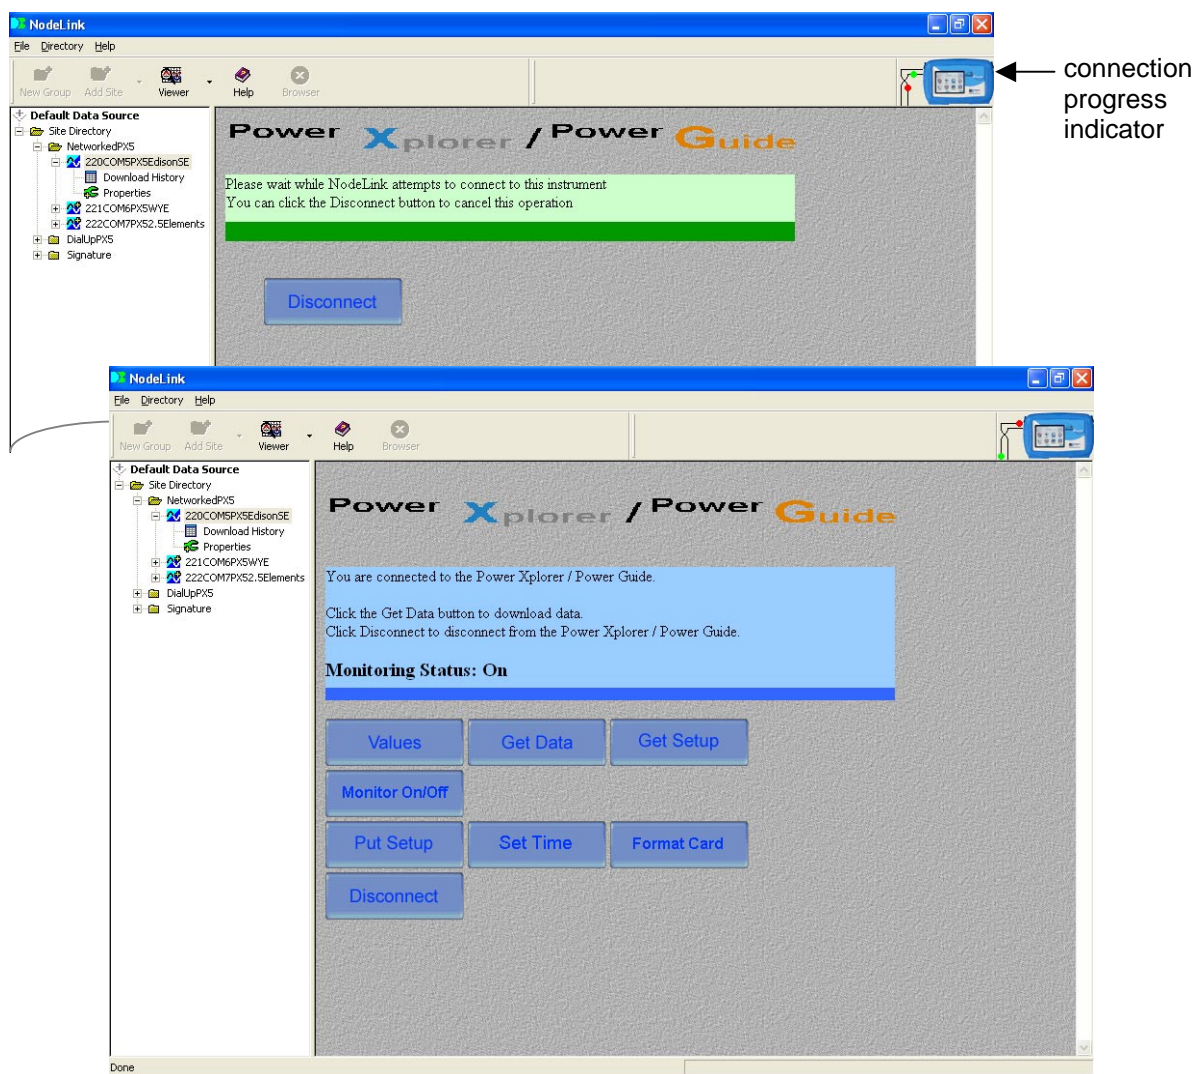 NodeLink
File Directory Help
New Group Add Site Viewer Help Browser
connection
progress
indicator
Default Data Source
Site Directory
NetworkedPX5
220COM5PX5EdisonSE
Download History
Properties
221COM6PX5WYE
222COM7PX52.5Elements
DialUpPX5
Signature
Power Xplorer / Power Guide
Please wait while NodeLink attempts to connect to this instrument
You can click the Disconnect button to cancel this operation
Disconnect
NodeLink
File Directory Help
New Group Add Site Viewer Help Browser
Default Data Source
Site Directory
NetworkedPX5
220COM5PX5EdisonSE
Download History
Properties
221COM6PX5WYE
222COM7PX52.5Elements
DialUpPX5
Signature
Power Xplorer / Power Guide
You are connected to the Power Xplorer / Power Guide.
Click the Get Data button to download data.
Click Disconnect to disconnect from the Power Xplorer / Power Guide.
Monitoring Status: On
Values Get Data Get Setup
Monitor On/Off
Put Setup Set Time Format Card
Disconnect
Done